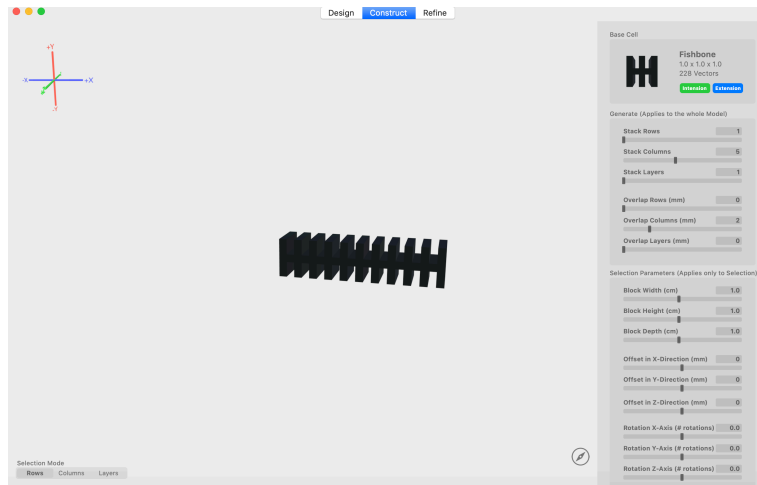 Design Construct Refine
+Y
-X +X
-Y
Base Cell
Fishbone
1.0 x 1.0 x 1.0
228 Vectors
Intension Extension
Generate (Applies to the whole Model)
Stack Rows 1
Stack Columns 5
Stack Layers 1
Overlap Rows (mm) 0
Overlap Columns (mm) 2
Overlap Layers (mm) 0
Selection Parameters (Applies only to Selection)
Block Width (cm) 1.0
Block Height (cm) 1.0
Block Depth (cm) 1.0
Offset in X-Direction (mm) 0
Offset in Y-Direction (mm) 0
Offset in Z-Direction (mm) 0
Rotation X-Axis (# rotations) 0.0
Rotation Y-Axis (# rotations) 0.0
Rotation Z-Axis (# rotations) 0.0
Selection Mode
Rows Columns Layers